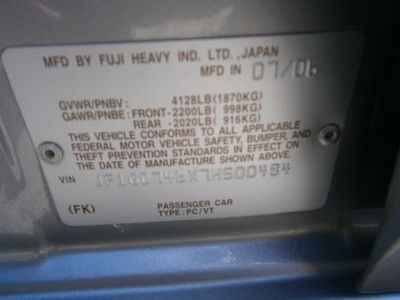 MFD BY FUJI HEAVY IND. LTD., JAPAN
MFD IN 07/06
GVWR/PNBV: 4128LB(1870KG)
GAWR/PNBE: FRONT-2200LB( 998KG)
REAR -2020LB( 916KG)
THIS VEHICLE CONFORMS TO ALL APPLICABLE
FEDERAL MOTOR VEHICLE SAFETY, BUMPER, AND
THEFT PREVENTION STANDARDS IN EFFECT ON
THE DATE OF MANUFACTURE SHOWN ABOVE.
VIN
(FK)
PASSENGER CAR
TYPE: PC/VT